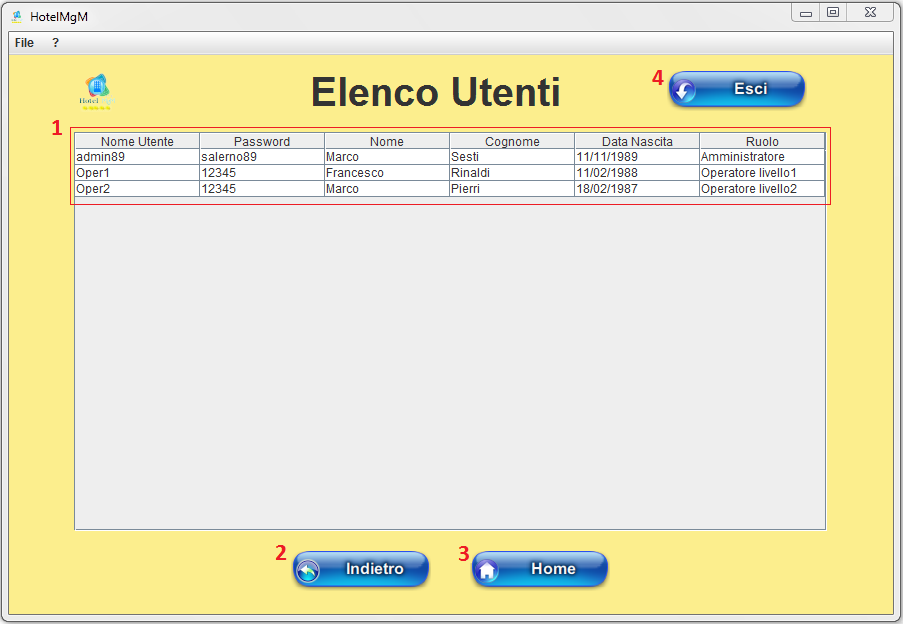 HotelMgM
File ?
Hotel
Elenco Utenti
4 Esci
1
Nome Utente Password Nome Cognome Data Nascita Ruolo
admin89 salerno89 Marco Sesti 11/11/1989 Amministratore
Oper1 12345 Francesco Rinaldi 11/02/1988 Operatore livello1
Oper2 12345 Marco Pierri 18/02/1987 Operatore livello2
2 Indietro 3 Home